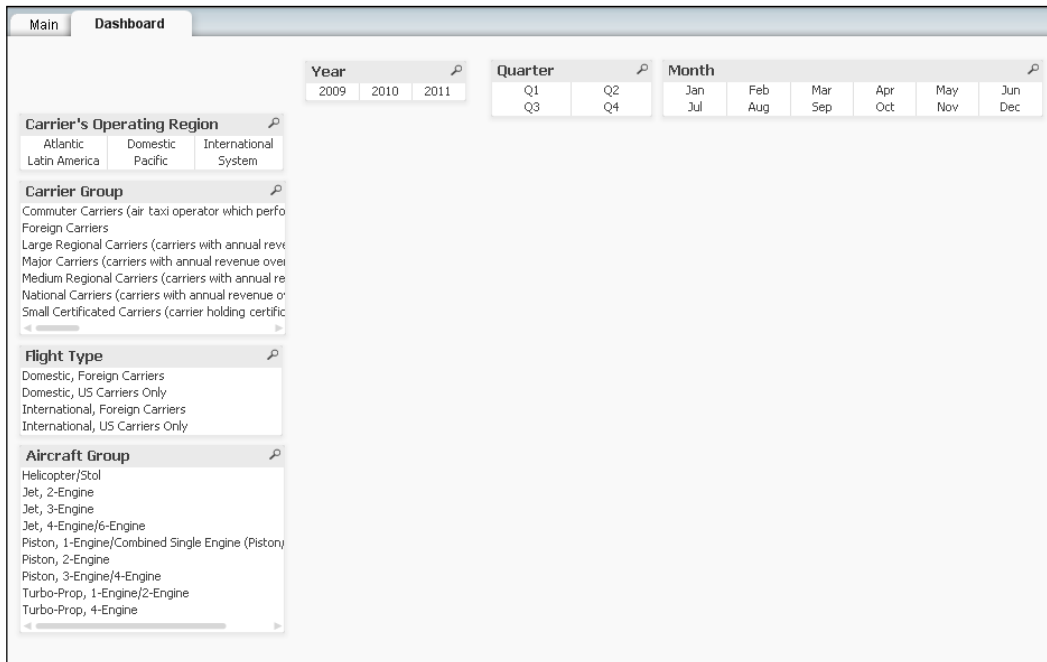 Main Dashboard
Year
2009 2010 2011
Quarter
Q1 Q2
Q3 Q4
Month
Jan Feb Mar Apr May Jun
Jul Aug Sep Oct Nov Dec
Carrier's Operating Region
Atlantic Domestic International
Latin America Pacific System
Carrier Group
Commuter Carriers (air taxi operator which perfo
Foreign Carriers
Large Regional Carriers (carriers with annual reve
Major Carriers (carriers with annual revenue over
Medium Regional Carriers (carriers with annual re
National Carriers (carriers with annual revenue o
Small Certificated Carriers (carrier holding certific
Flight Type
Domestic, Foreign Carriers
Domestic, US Carriers Only
International, Foreign Carriers
International, US Carriers Only
Aircraft Group
Helicopter/Stol
Jet, 2-Engine
Jet, 3-Engine
Jet, 4-Engine/6-Engine
Piston, 1-Engine/Combined Single Engine (Piston/
Piston, 2-Engine
Piston, 3-Engine/4-Engine
Turbo-Prop, 1-Engine/2-Engine
Turbo-Prop, 4-Engine